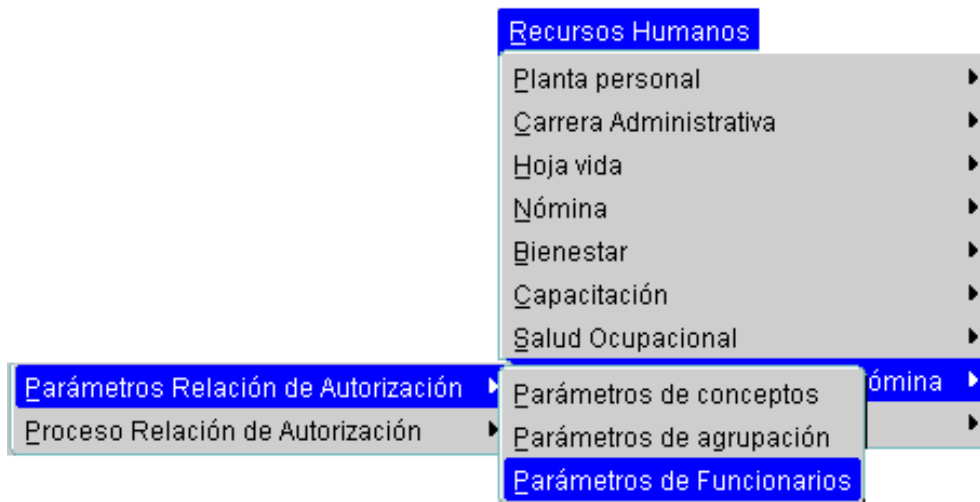 Recursos Humanos
Planta personal
Carrera Administrativa
Hoja vida
Nómina
Bienestar
Capacitación
Salud Ocupacional
ómina
Parámetros Relación de Autorización
Proceso Relación de Autorización
Parámetros de conceptos
Parámetros de agrupación
Parámetros de Funcionarios